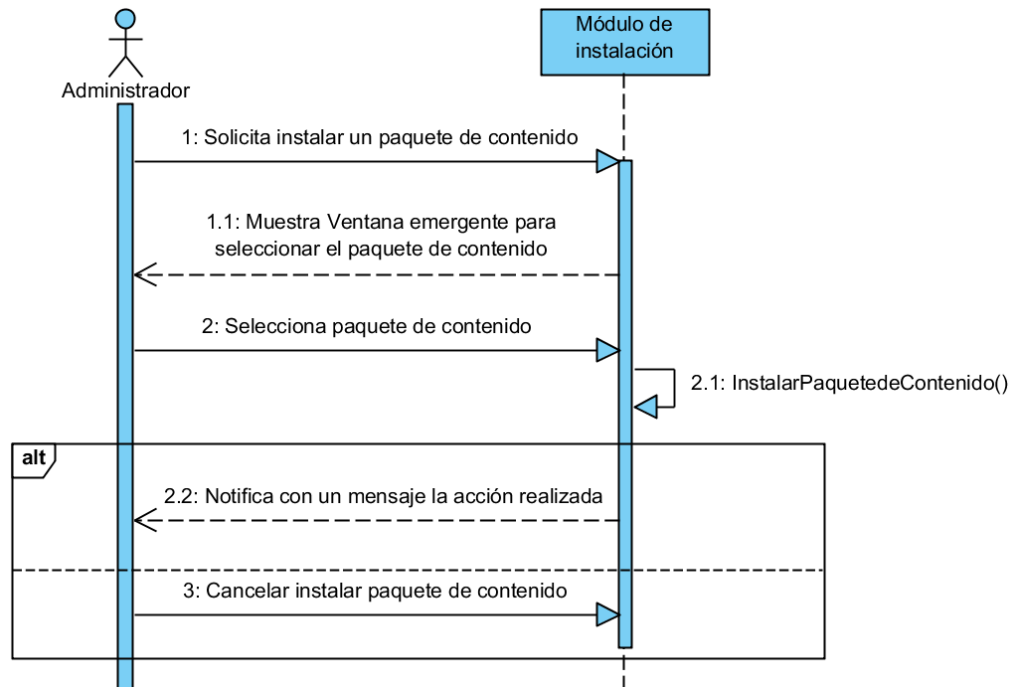 Módulo de
instalación
Administrador
1: Solicita instalar un paquete de contenido
1.1: Muestra Ventana emergente para
seleccionar el paquete de contenido
2: Selecciona paquete de contenido
2.1: InstalarPaquetedeContenido()
alt
2.2: Notifica con un mensaje la acción realizada
3: Cancelar instalar paquete de contenido